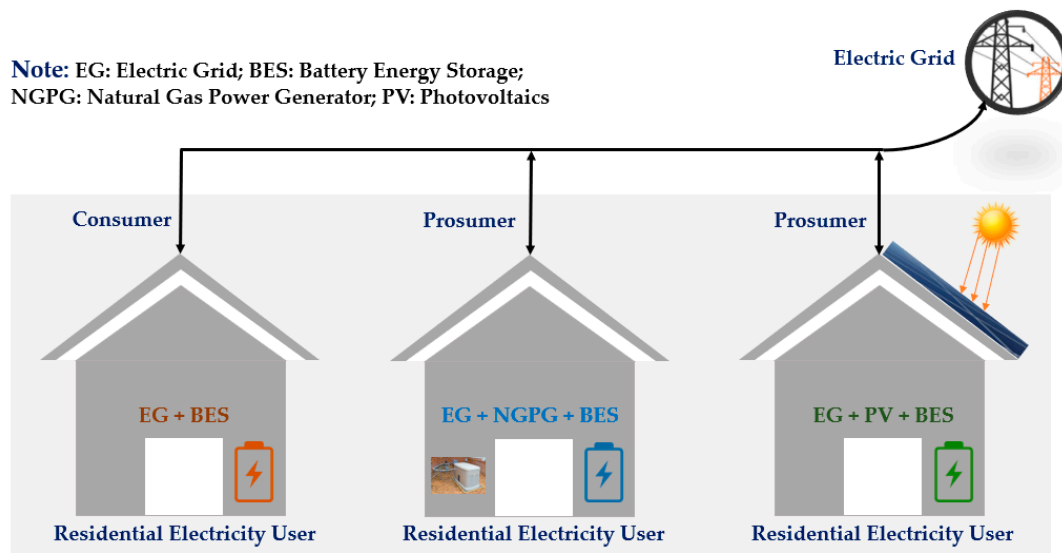 Electric Grid
Note: EG: Electric Grid; BES: Battery Energy Storage;
NGPG: Natural Gas Power Generator; PV: Photovoltaics
Consumer
Prosumer
Prosumer
EG + BES
EG + NGPG + BES
EG + PV + BES
Residential Electricity User
Residential Electricity User
Residential Electricity User